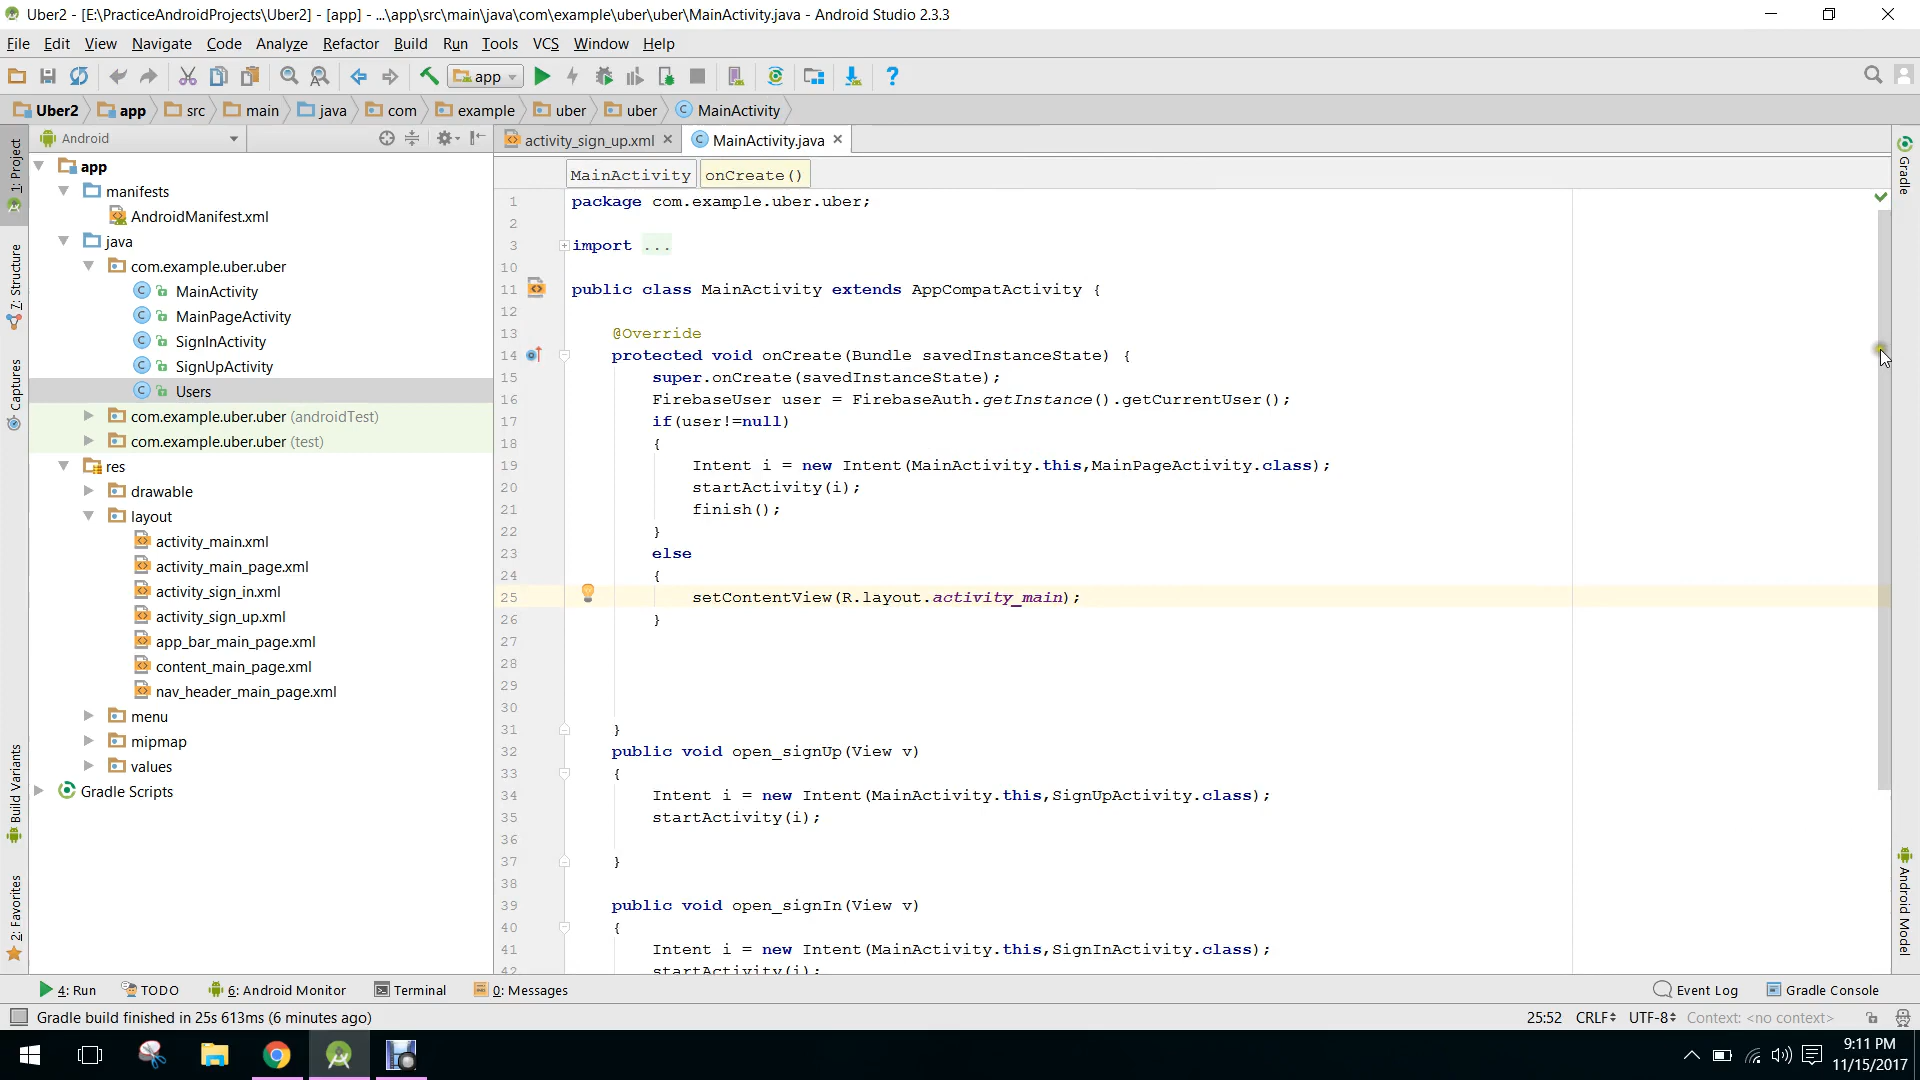 Uber2 - [E:\PracticeAndroidProjects\Uber2] - [app] - ...\app\src\main\java\com\example\uber\uber\MainActivity.java - Android Studio 2.3.3
File Edit View Navigate Code Analyze Refactor Build Run Tools VCS Window Help
app
Uber2 app src main java com example uber uber MainActivity
Android
activity_sign_up.xml MainActivity.java
MainActivity onCreate()
1: Project
7: Structure
Captures
Build Variants
2: Favorites
app
manifests
AndroidManifest.xml
java
com.example.uber.uber
MainActivity
MainPageActivity
SignInActivity
SignUpActivity
Users
com.example.uber.uber (androidTest)
com.example.uber.uber (test)
res
drawable
layout
activity_main.xml
activity_main_page.xml
activity_sign_in.xml
activity_sign_up.xml
app_bar_main_page.xml
content_main_page.xml
nav_header_main_page.xml
menu
mipmap
values
Gradle Scripts
1 package com.example.uber.uber;
2
3 import ...
10
11 public class MainActivity extends AppCompatActivity {
12
13 @Override
14 protected void onCreate(Bundle savedInstanceState) {
15 super.onCreate(savedInstanceState);
16 FirebaseUser user = FirebaseAuth.getInstance().getCurrentUser();
17 if(user!=null)
18 {
19 Intent i = new Intent(MainActivity.this,MainPageActivity.class);
20 startActivity(i);
21 finish();
22 }
23 else
24 {
25 setContentView(R.layout.activity_main);
26 }
27
28
29
30
31 }
32 public void open_signUp(View v)
33 {
34 Intent i = new Intent(MainActivity.this,SignUpActivity.class);
35 startActivity(i);
36
37 }
38
39 public void open_signIn(View v)
40 {
41 Intent i = new Intent(MainActivity.this,SignInActivity.class);
42 startActivity(i);
Gradle
Android Model
4: Run TODO 6: Android Monitor Terminal 0: Messages Event Log Gradle Console
Gradle build finished in 25s 613ms (6 minutes ago) 25:52 CRLF UTF-8 Context: <no context>
9:11 PM
11/15/2017